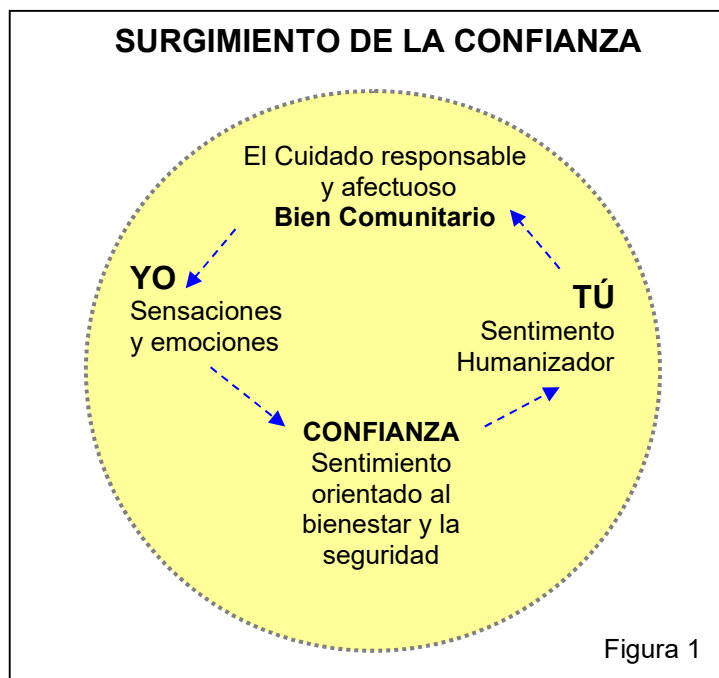 SURGIMIENTO DE LA CONFIANZA
El Cuidado responsable
y afectuoso
Bien Comunitario
YO
Sensaciones
y emociones
TÚ
Sentimento
Humanizador
CONFIANZA
Sentimiento
orientado al
bienestar y la
seguridad
Figura 1